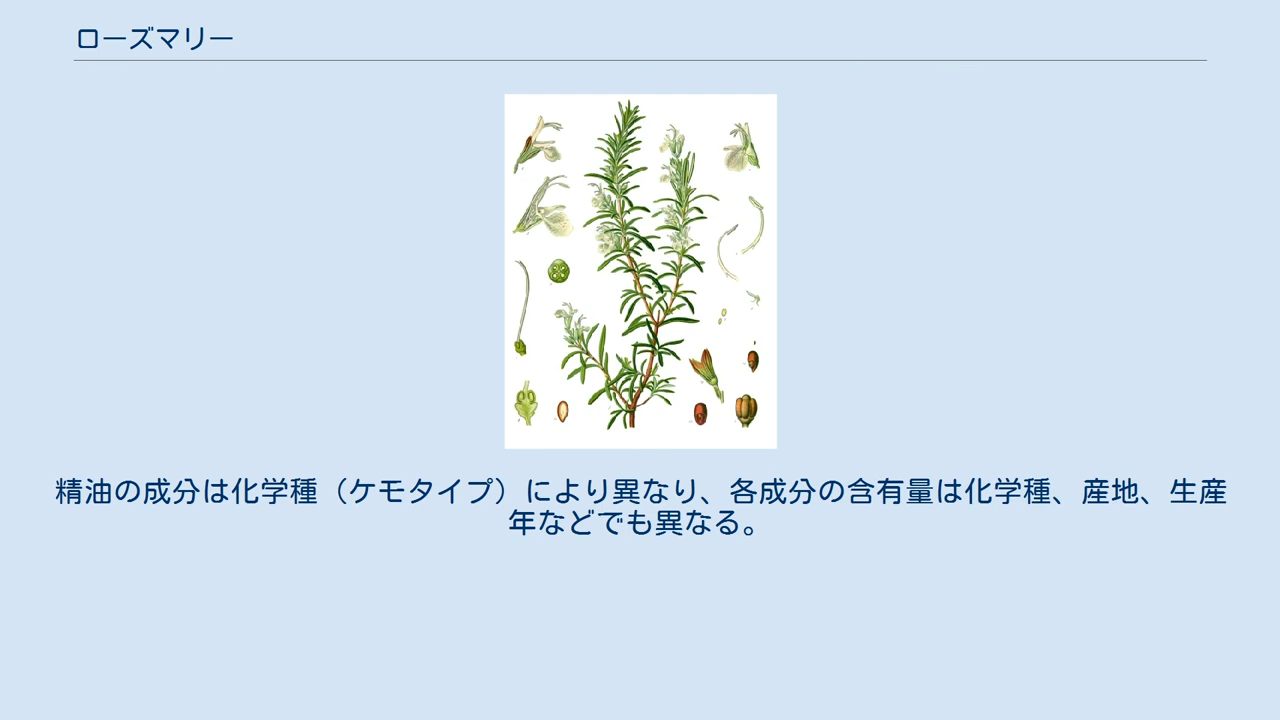 ローズマリー
精油の成分は化学種（ケモタイプ）により異なり、各成分の含有量は化学種、産地、生産
年などでも異なる。